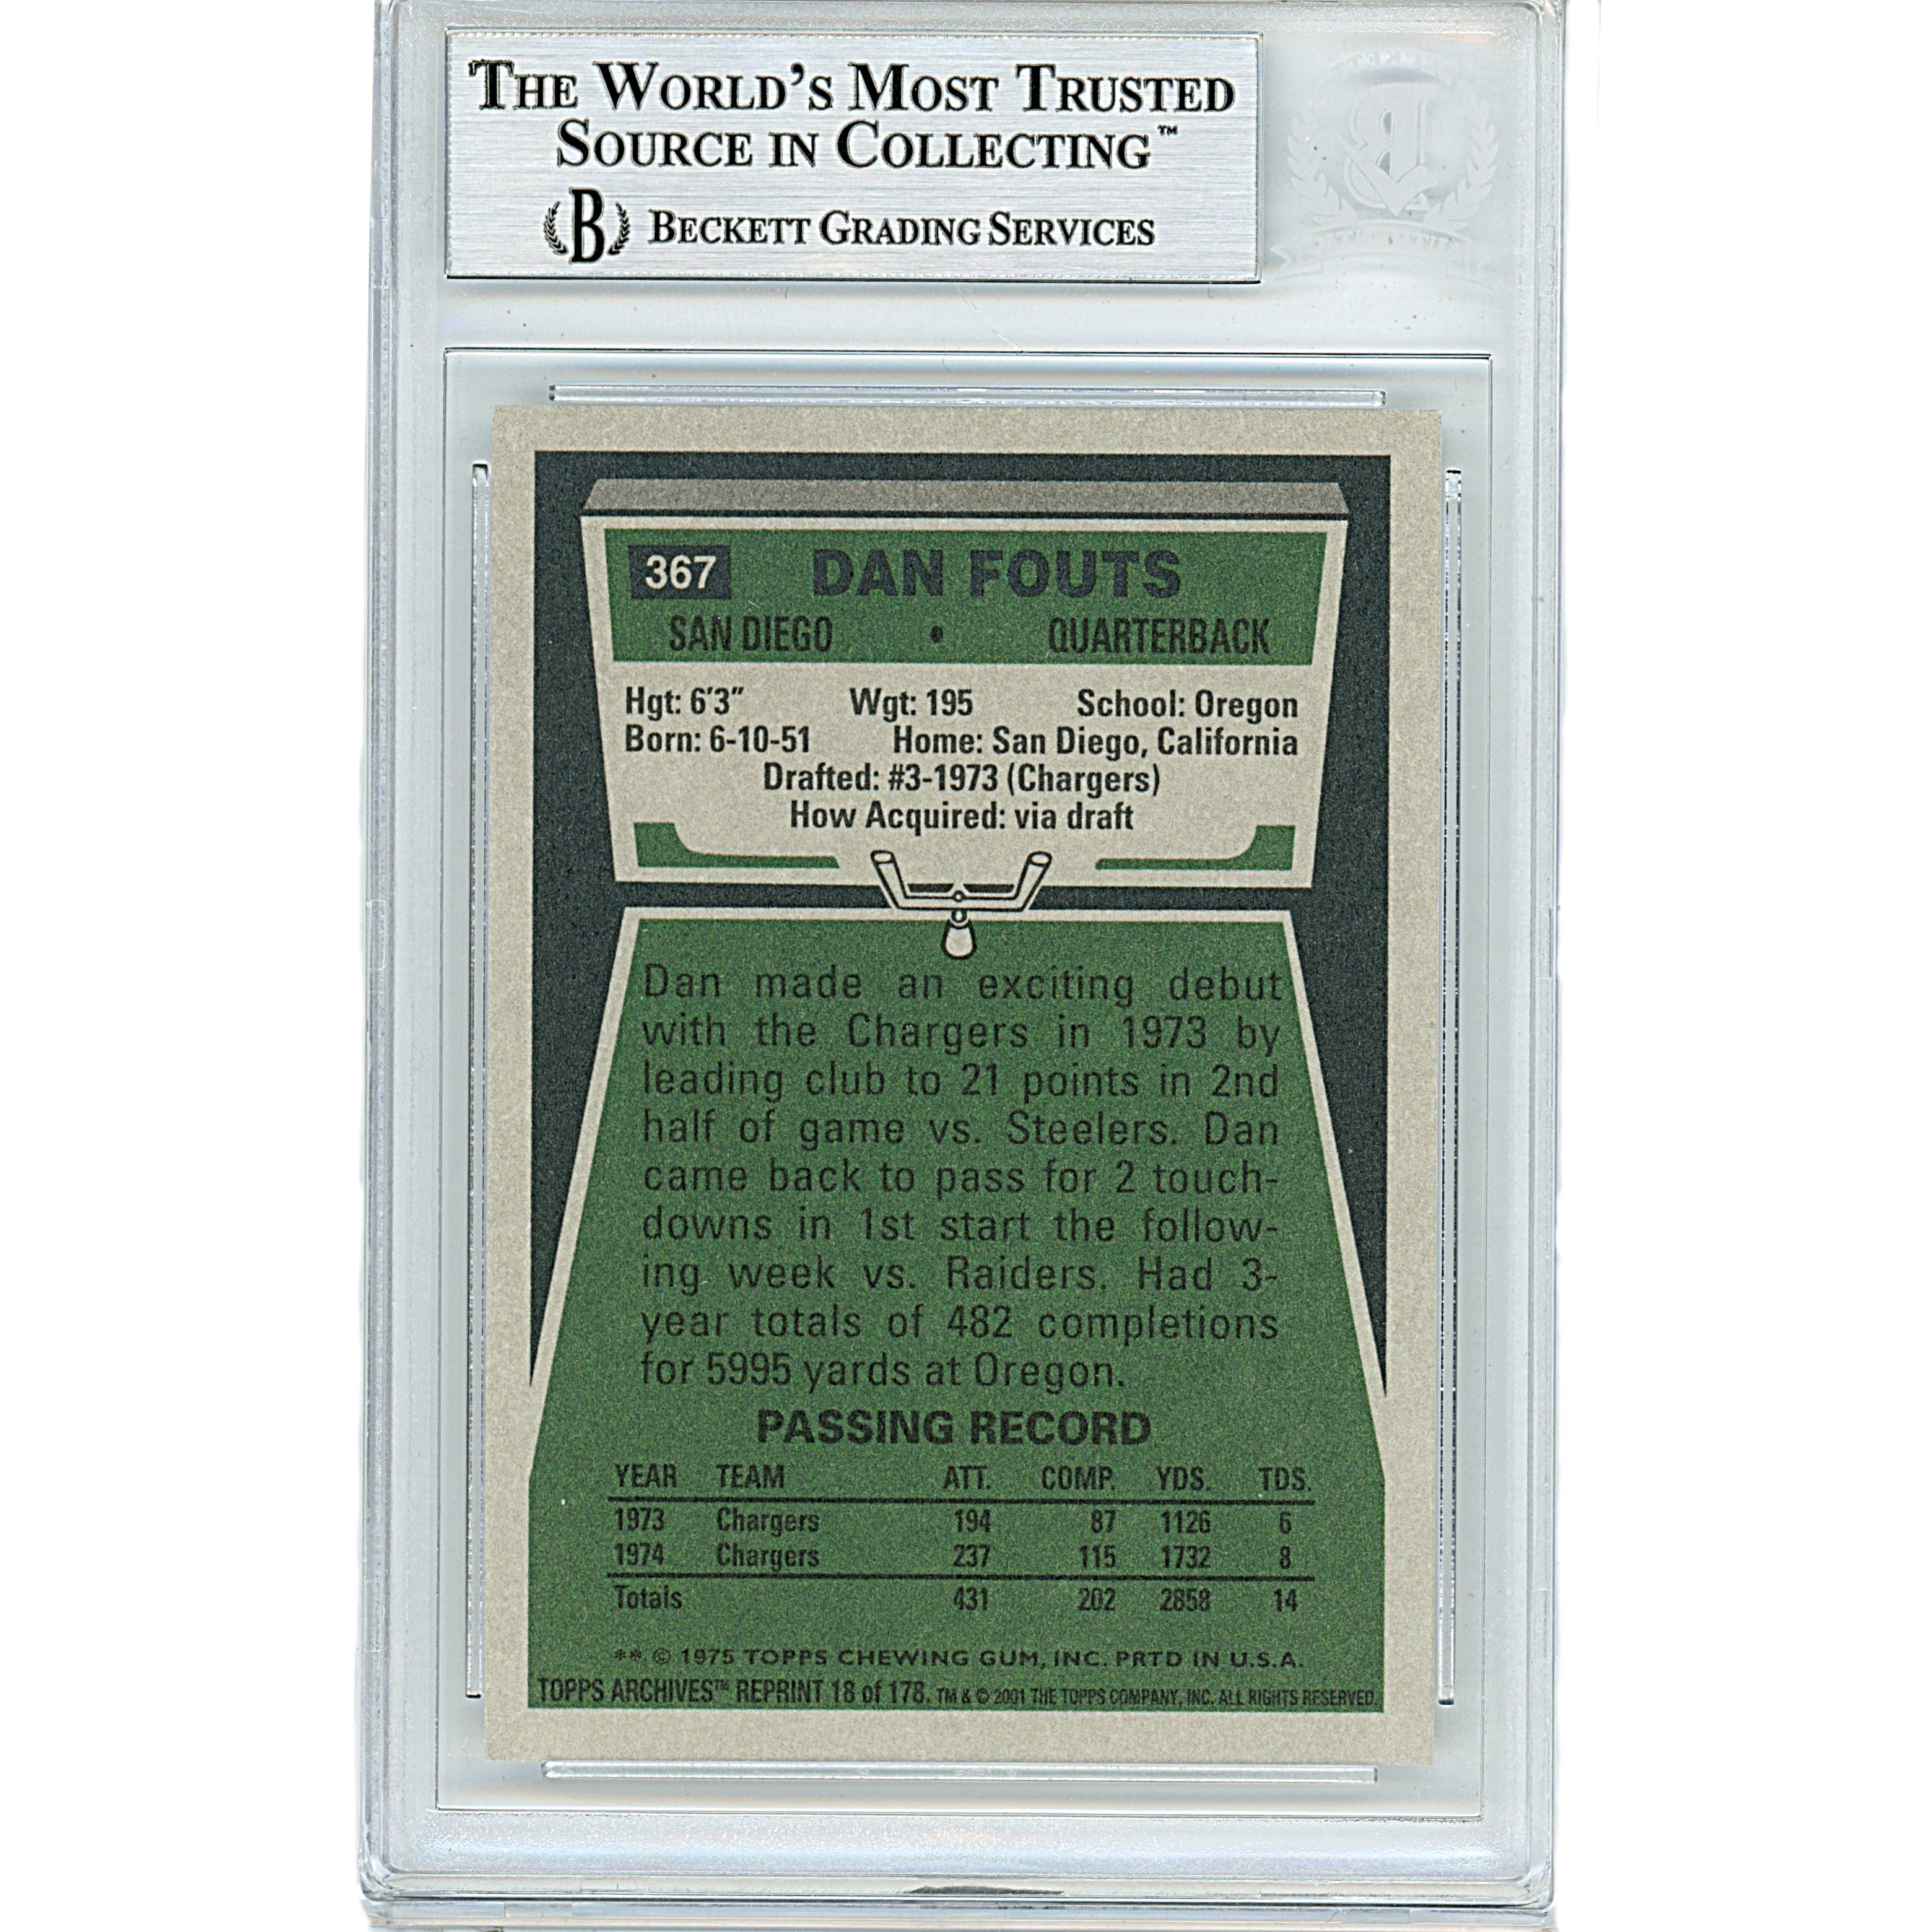 THE WORLD'S MOST TRUSTED
SOURCE IN COLLECTING™
B BECKETT GRADING SERVICES
367 DAN FOUTS
SAN DIEGO • QUARTERBACK
Hgt: 6'3" Wgt: 195 School: Oregon
Born: 6-10-51 Home: San Diego, California
Drafted: #3-1973 (Chargers)
How Acquired: via draft
Dan made an exciting debut
with the Chargers in 1973 by
leading club to 21 points in 2nd
half of game vs. Steelers. Dan
came back to pass for 2 touch-
downs in 1st start the follow-
ing week vs. Raiders. Had 3-
year totals of 482 completions
for 5995 yards at Oregon.
PASSING RECORD
YEAR TEAM ATT. COMP. YDS. TDS.
1973 Chargers 194 87 1126 6
1974 Chargers 237 115 1732 8
Totals 431 202 2858 14
** © 1975 TOPPS CHEWING GUM, INC. PRTD IN U.S.A.
TOPPS ARCHIVES™ REPRINT 18 of 178. TM & © 2001 THE TOPPS COMPANY, INC. ALL RIGHTS RESERVED.